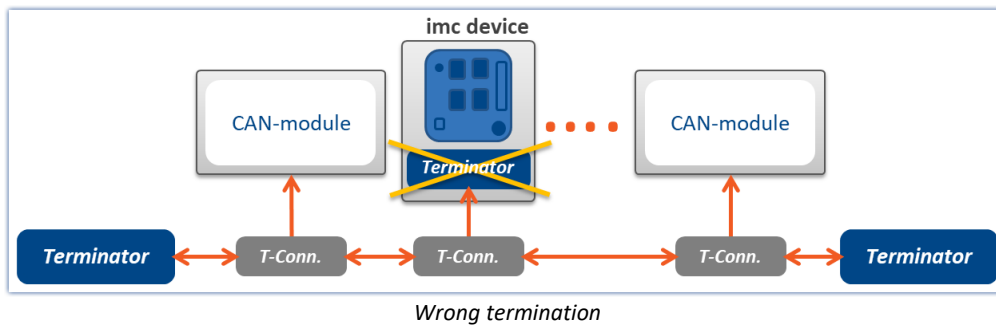 imc device
CAN-module
CAN-module
Terminator
Terminator
T-Conn.
T-Conn.
T-Conn.
Terminator
Wrong termination